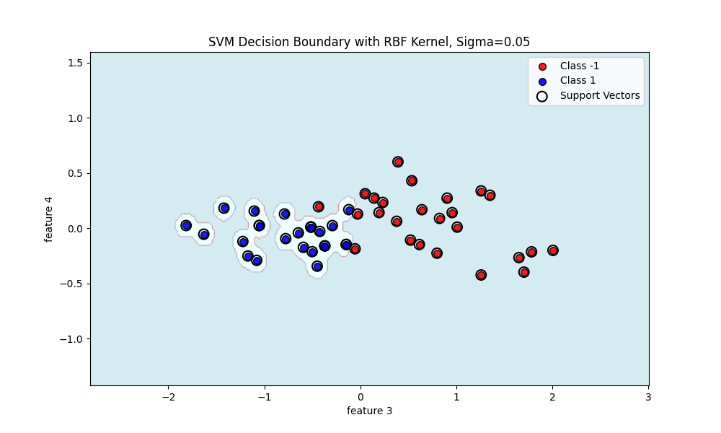 SVM Decision Boundary with RBF Kernel, Sigma=0.05
Class -1
Class 1
Support Vectors
1.5
1.0
0.5
0.0
−0.5
−1.0
feature 4
−2
−1
0
1
2
3
feature 3